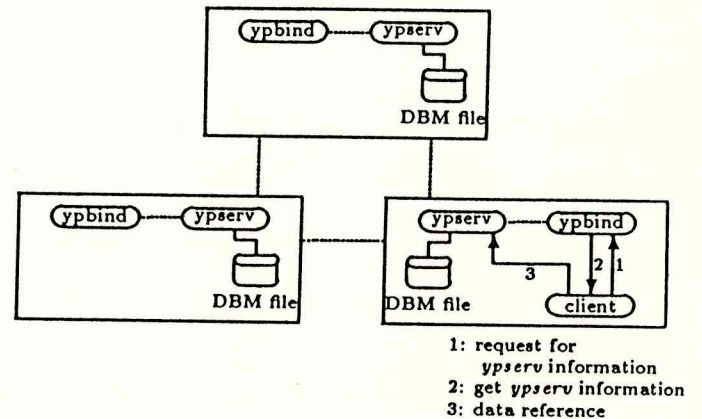 ypbind
ypserv
DBM file
ypbind
ypserv
DBM file
ypserv
ypbind
3
2
1
DBM file
client
1: request for
ypserv information
2: get ypserv information
3: data reference